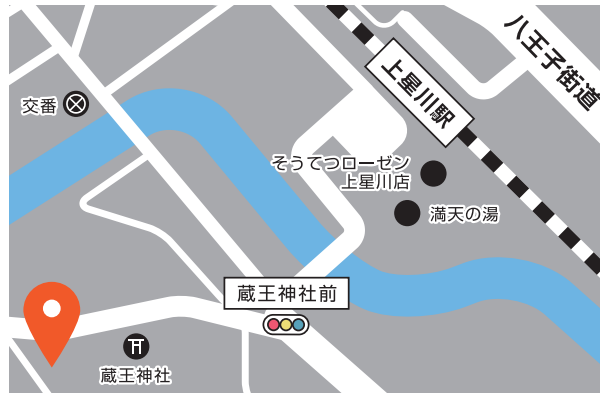 八王子街道
上星川駅
交番
そうてつローゼン
上星川店
満天の湯
蔵王神社前
蔵王神社